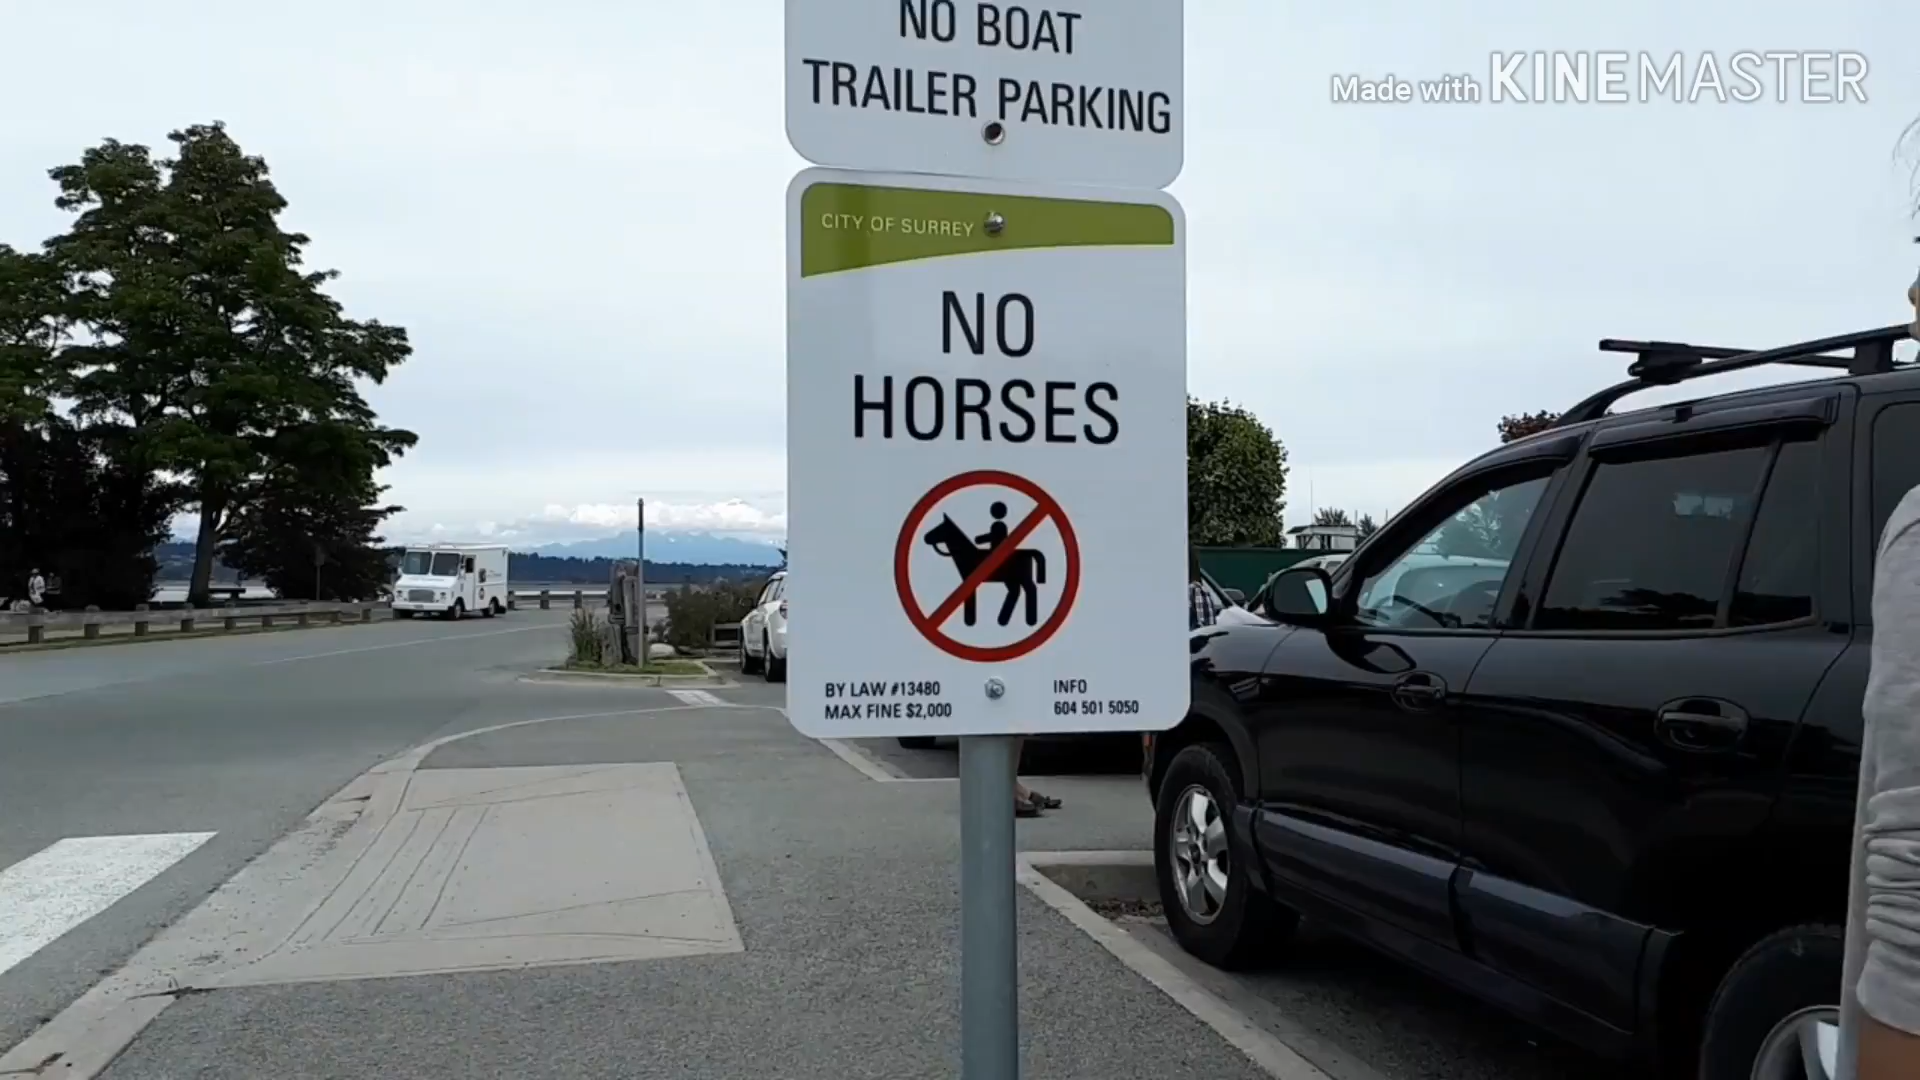 NO BOAT
TRAILER PARKING
Made with KINEMASTER
CITY OF SURREY
NO
HORSES
BY LAW #13480
MAX FINE $2,000
INFO
604 501 5050